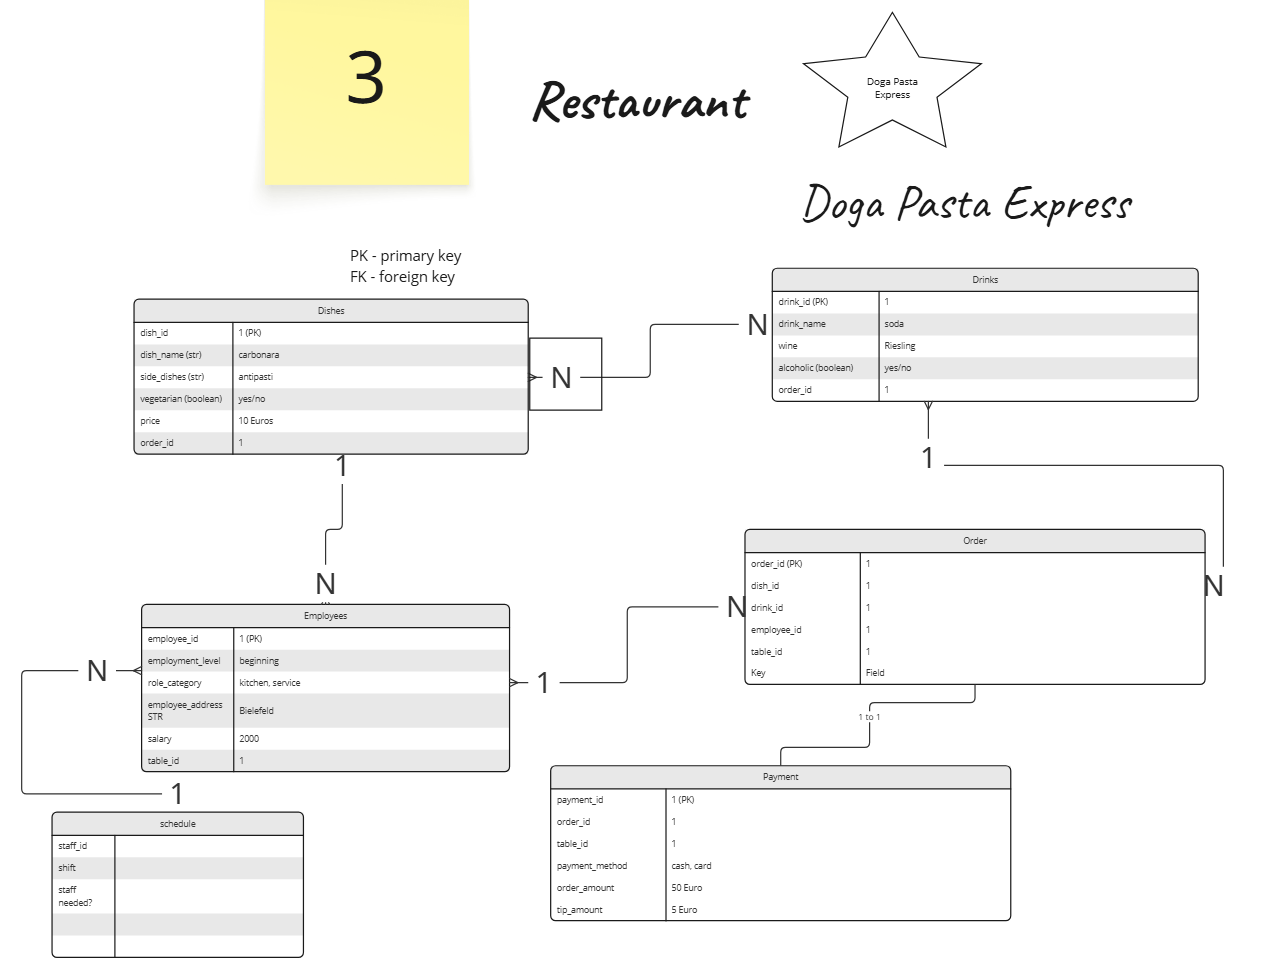 3
Restaurant
Doga Pasta
Express
Doga Pasta Express
PK - primary key
FK - foreign key
Dishes
dish_id 1 (PK)
dish_name (str) carbonara
side_dishes (str) antipasti
vegetarian (boolean) yes/no
price 10 Euros
order_id 1
N
N
Drinks
drink_id (PK) 1
drink_name soda
wine Riesling
alcoholic (boolean) yes/no
order_id 1
1
N
1
N
Employees
employee_id 1 (PK)
employment_level beginning
role_category kitchen, service
employee_address
STR Bielefeld
salary 2000
table_id 1
1
N
Order
order_id (PK) 1
dish_id 1
drink_id 1
employee_id 1
table_id 1
Key Field
1 to 1
N
1
schedule
staff_id
shift
staff
needed?
Payment
payment_id 1 (PK)
order_id 1
table_id 1
payment_method cash, card
order_amount 50 Euro
tip_amount 5 Euro